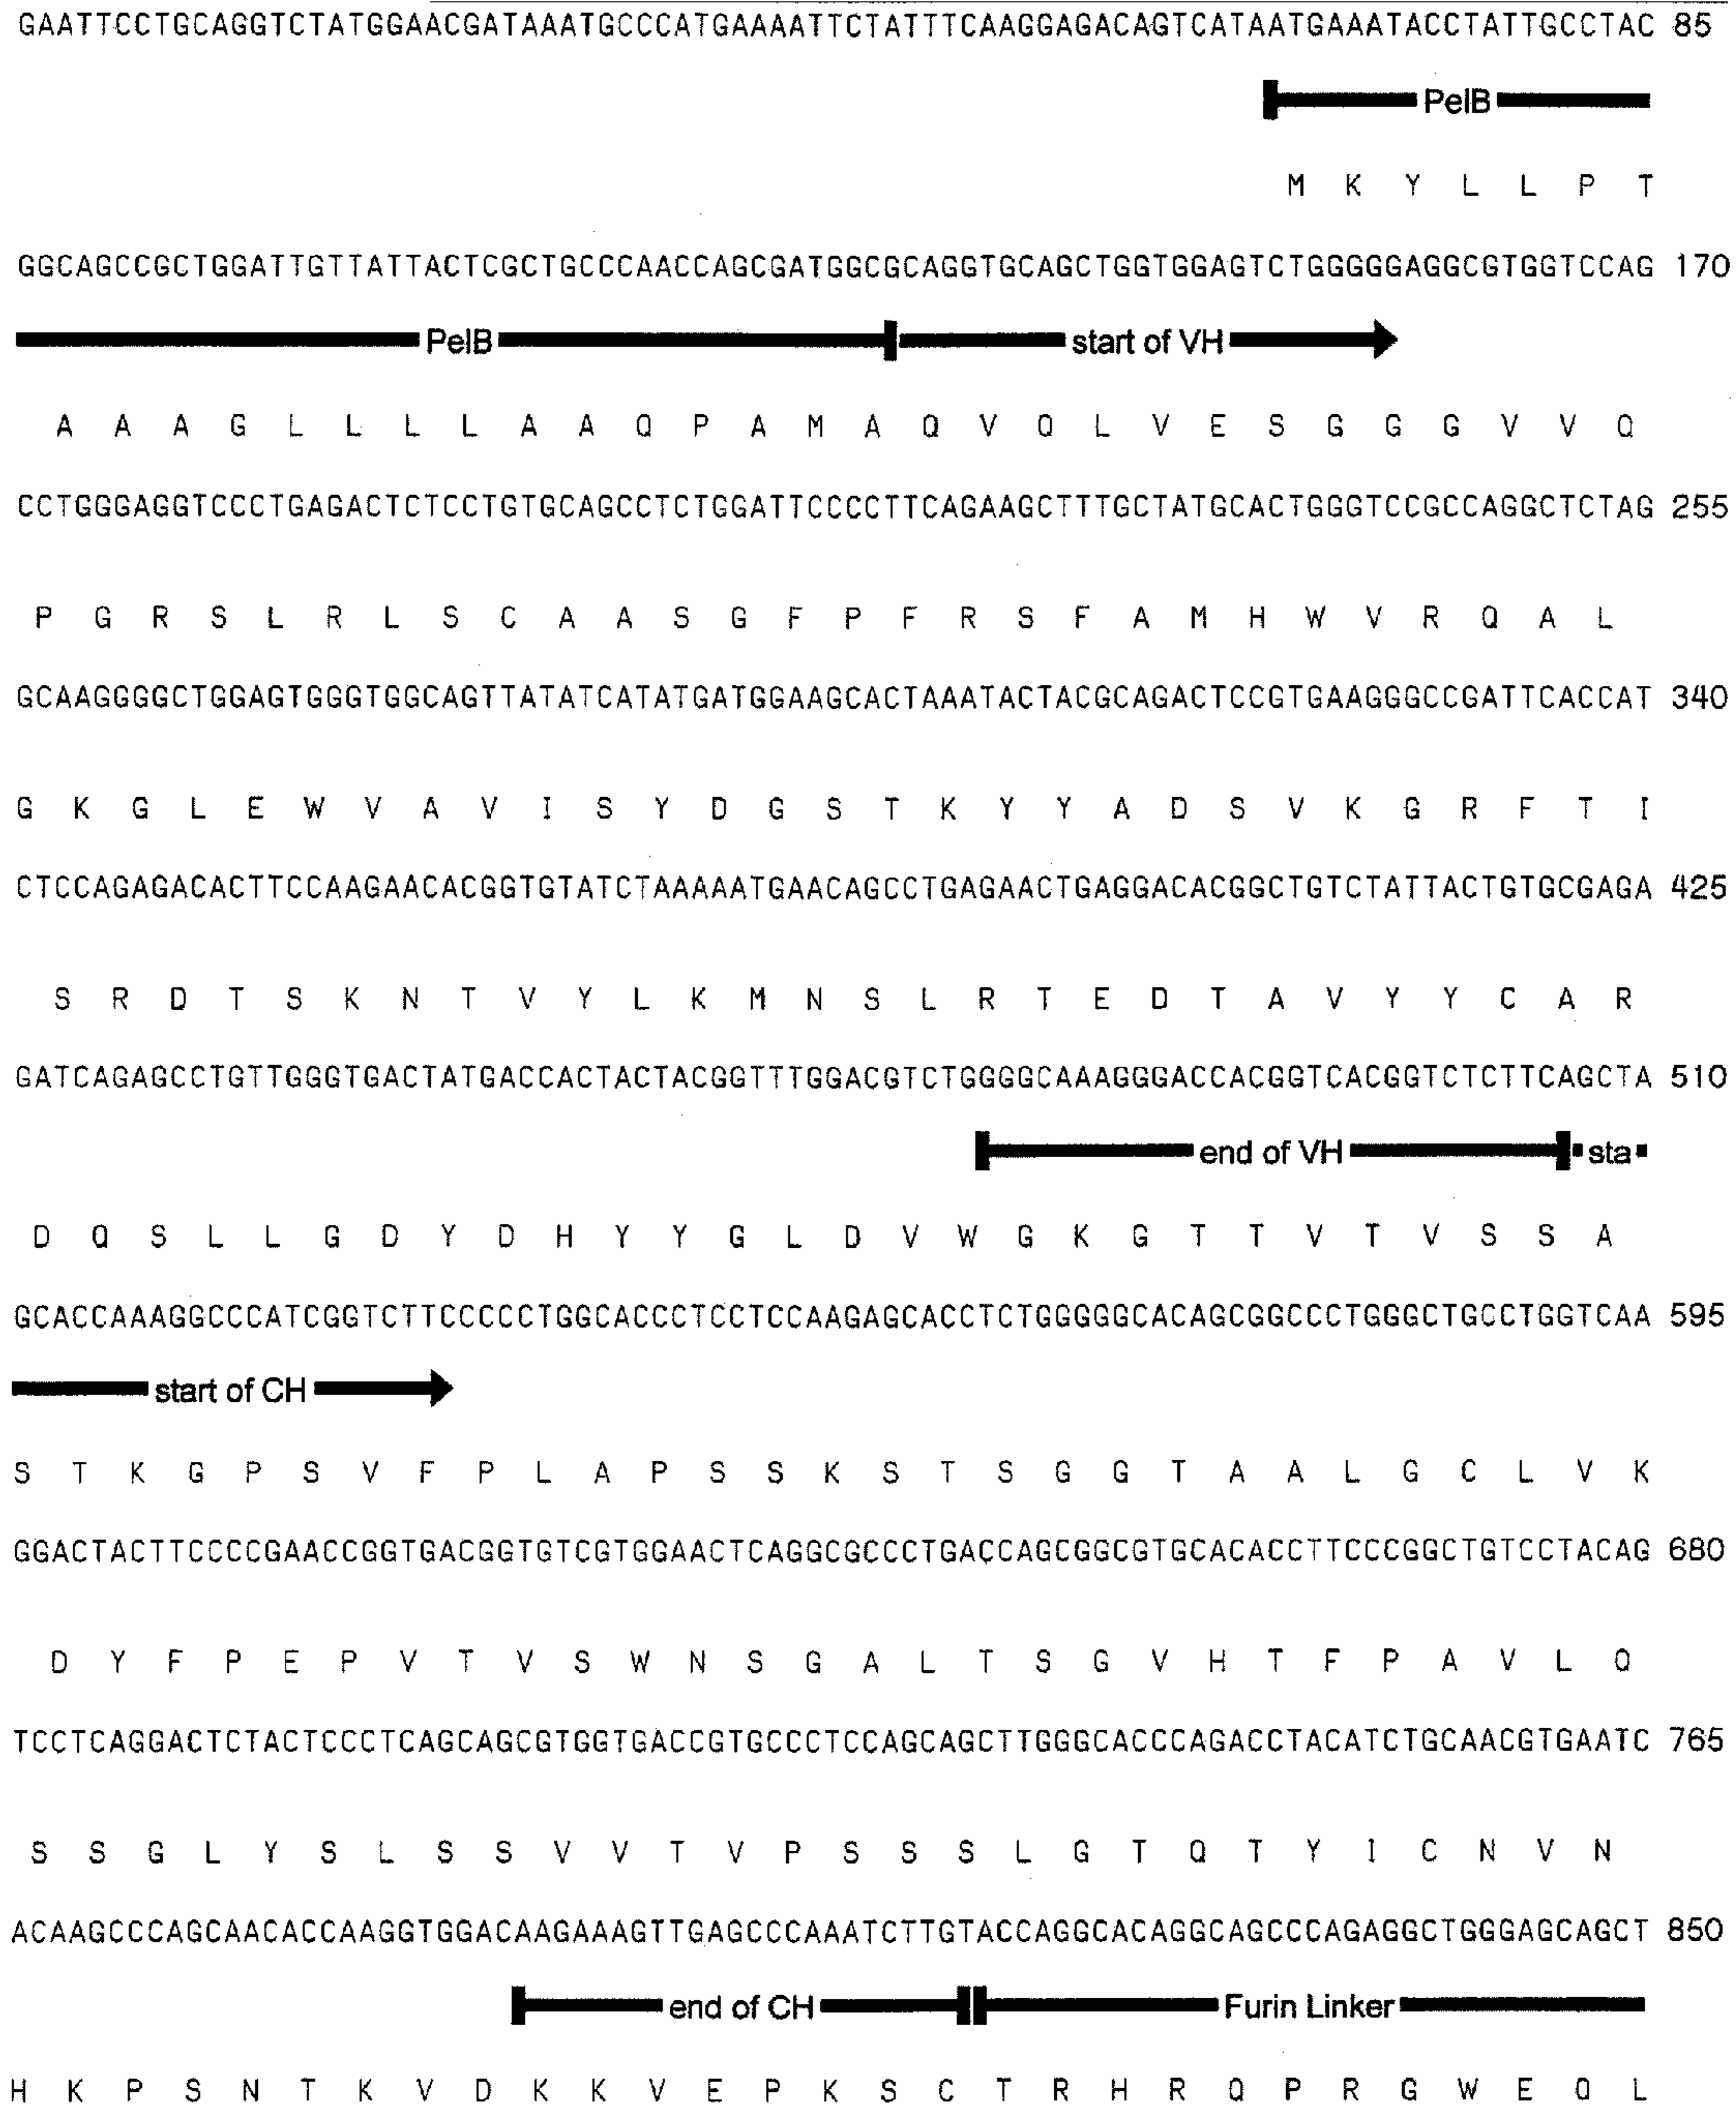 GAATTCCTGCAGGTCTATGGAACGATAAATGCCCATGAAAATTCTATTTCAAGGAGACAGTCATAATGAAATACCTATTGCCTAC 85
PelB
M K Y L L P T
GGCAGCCGCTGGATTGTTATTACTCGCTGCCCAACCAGCGATGGCGCAGGTGCAGCTGGTGGAGTCTGGGGGAGGCGTGGTCCAG 170
PelB start of VH
A A A G L L L L A A Q P A M A Q V Q L V E S G G G V V Q
CCTGGGAGGTCCCTGAGACTCTCCTGTGCAGCCTCTGGATTCCCCTTCAGAAGCTTTGCTATGCACTGGGTCCGCCAGGCTCTAG 255
P G R S L R L S C A A S G F P F R S F A M H W V R Q A L
GCAAGGGGCTGGAGTGGGTGGCAGTTATATCATATGATGGAAGCACTAAATACTACGCAGACTCCGTGAAGGGCCGATTCACCAT 340
G K G L E W V A V I S Y D G S T K Y Y A D S V K G R F T I
CTCCAGAGACACTTCCAAGAACACGGTGTATCTAAAAATGAACAGCCTGAGAACTGAGGACACGGCTGTCTATTACTGTGCGAGA 425
S R D T S K N T V Y L K M N S L R T E D T A V Y Y C A R
GATCAGAGCCTGTTGGGTGACTATGACCACTACTACGGTTTGGACGTCTGGGGCAAAGGGACCACGGTCACGGTCTCTTCAGCTA 510
end of VH sta
D Q S L L G D Y D H Y Y G L D V W G K G T T V T V S S A
GCACCAAAGGCCCATCGGTCTTCCCCCTGGCACCCTCCTCCAAGAGCACCTCTGGGGGCACAGCGGCCCTGGGCTGCCTGGTCAA 595
start of CH
S T K G P S V F P L A P S S K S T S G G T A A L G C L V K
GGACTACTTCCCCGAACCGGTGACGGTGTCGTGGAACTCAGGCGCCCTGACCAGCGGCGTGCACACCTTCCCGGCTGTCCTACAG 680
D Y F P E P V T V S W N S G A L T S G V H T F P A V L Q
TCCTCAGGACTCTACTCCCTCAGCAGCGTGGTGACCGTGCCCTCCAGCAGCTTGGGCACCCAGACCTACATCTGCAACGTGAATC 765
S S G L Y S L S S V V T V P S S S L G T Q T Y I C N V N
ACAAGCCCAGCAACACCAAGGTGGACAAGAAAGTTGAGCCCAAATCTTGTACCAGGCACAGGCAGCCCAGAGGCTGGGAGCAGCT 850
end of CH Furin Linker
H K P S N T K V D K K V E P K S C T R H R Q P R G W E Q L